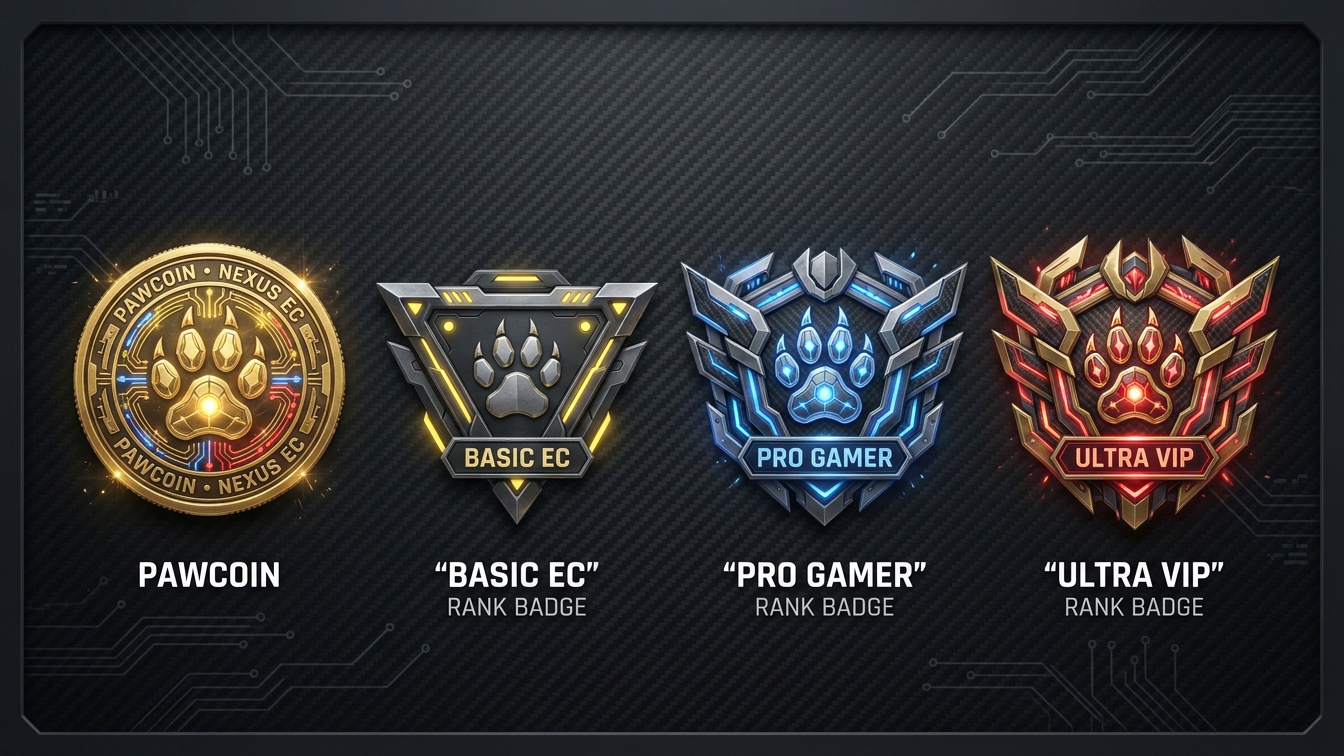 PAWCOIN • NEXUS EC
PAWCOIN • NEXUS EC
BASIC EC
PRO GAMER
ULTRA VIP
PAWCOIN
“BASIC EC”
RANK BADGE
“PRO GAMER”
RANK BADGE
“ULTRA VIP”
RANK BADGE